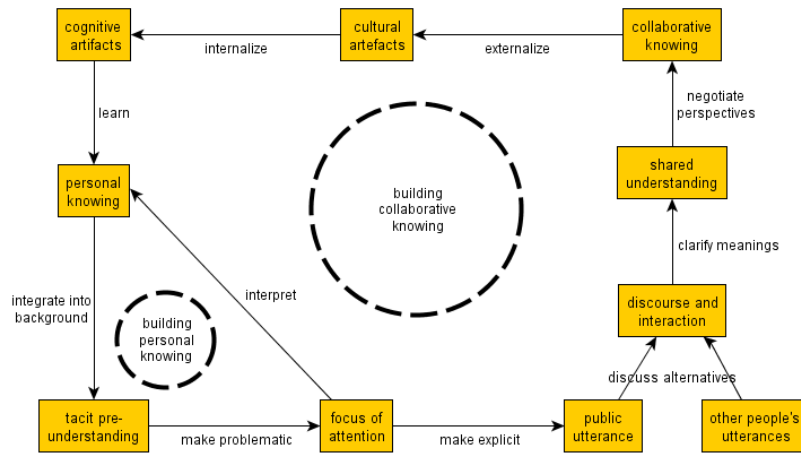 cognitive
artifacts
internalize
cultural
artefacts
externalize
collaborative
knowing
learn
negotiate
perspectives
personal
knowing
building
collaborative
knowing
shared
understanding
clarify meanings
integrate into
background
interpret
building
personal
knowing
discourse and
interaction
discuss alternatives
tacit pre-
understanding
make problematic
focus of
attention
make explicit
public
utterance
other people's
utterances